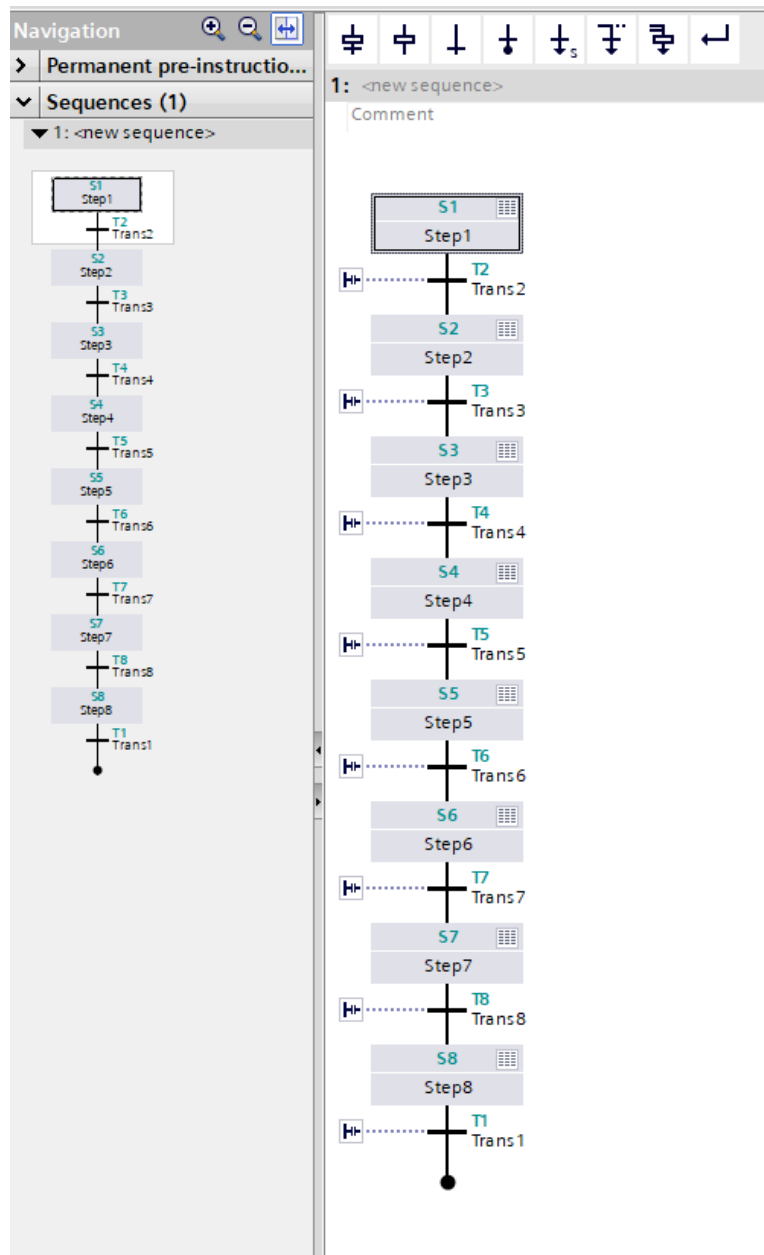 Navigation
Permanent pre-instructio...
Sequences (1)
1: <new sequence>
S1
Step1
T2
Trans2
S2
Step2
T3
Trans3
S3
Step3
T4
Trans4
S4
Step4
T5
Trans5
S5
Step5
T6
Trans6
S6
Step6
T7
Trans7
S7
Step7
T8
Trans8
S8
Step8
T1
Trans1
S
1: <new sequence>
Comment
S1
Step1
T2
Trans2
S2
Step2
T3
Trans3
S3
Step3
T4
Trans4
S4
Step4
T5
Trans5
S5
Step5
T6
Trans6
S6
Step6
T7
Trans7
S7
Step7
T8
Trans8
S8
Step8
T1
Trans1